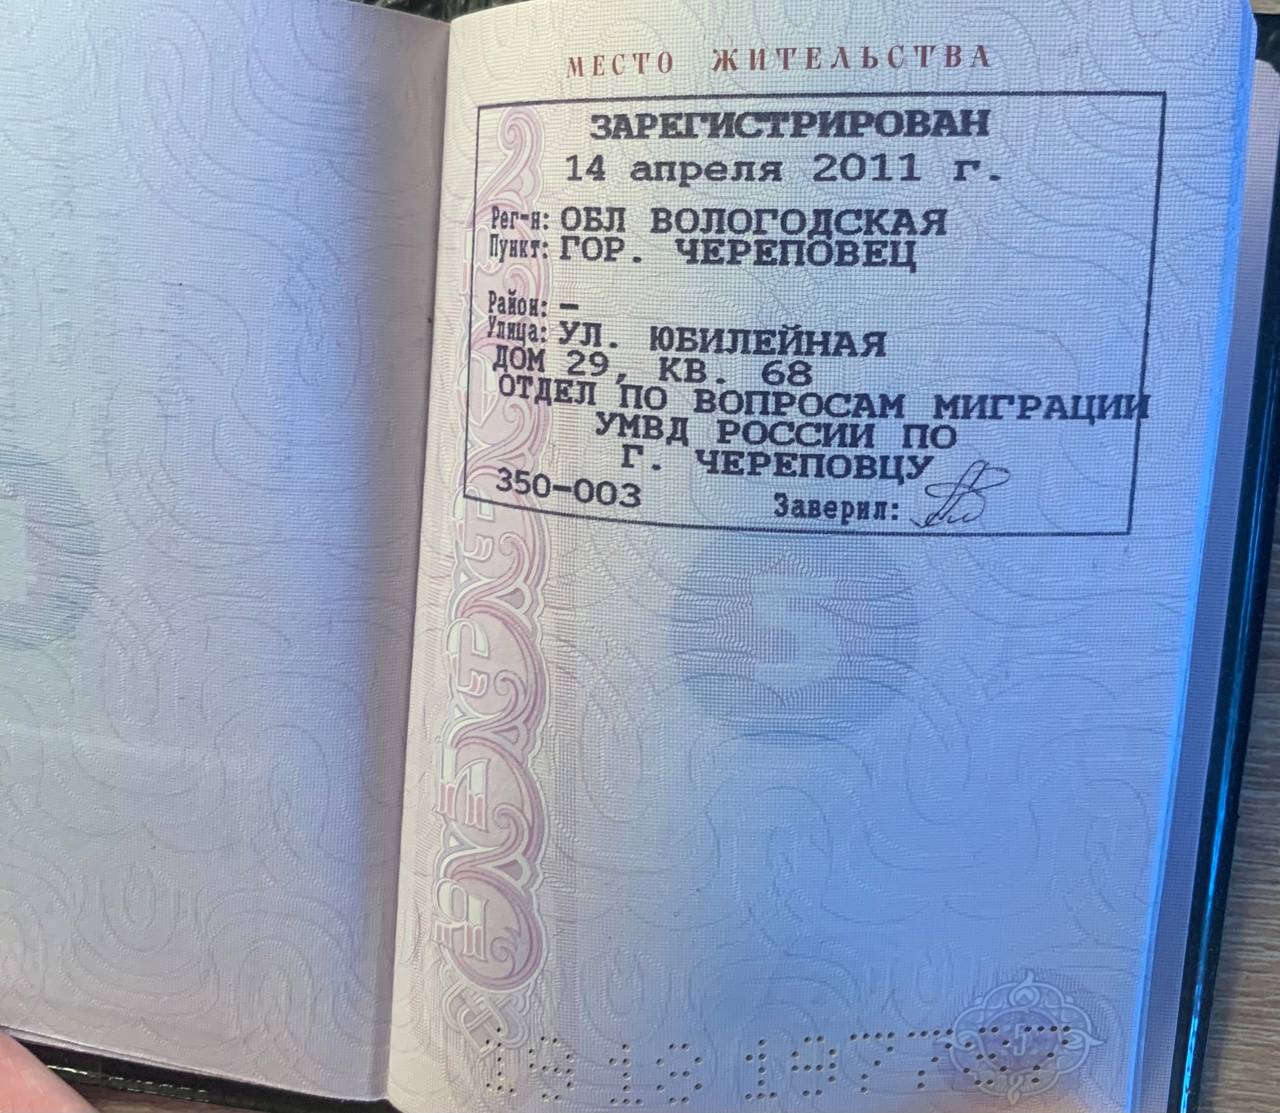 МЕСТО ЖИТЕЛЬСТВА
ЗАРЕГИСТРИРОВАН
14 апреля 2011 г.
Рег-н: ОБЛ ВОЛОГОДСКАЯ
Пункт: ГОР. ЧЕРЕПОВЕЦ
Район: —
Улица: УЛ. ЮБИЛЕЙНАЯ
ДОМ 29, КВ. 68
ОТДЕЛ ПО ВОПРОСАМ МИГРАЦИИ
УМВД РОССИИ ПО
Г. ЧЕРЕПОВЦУ
350-003 Заверил:
5